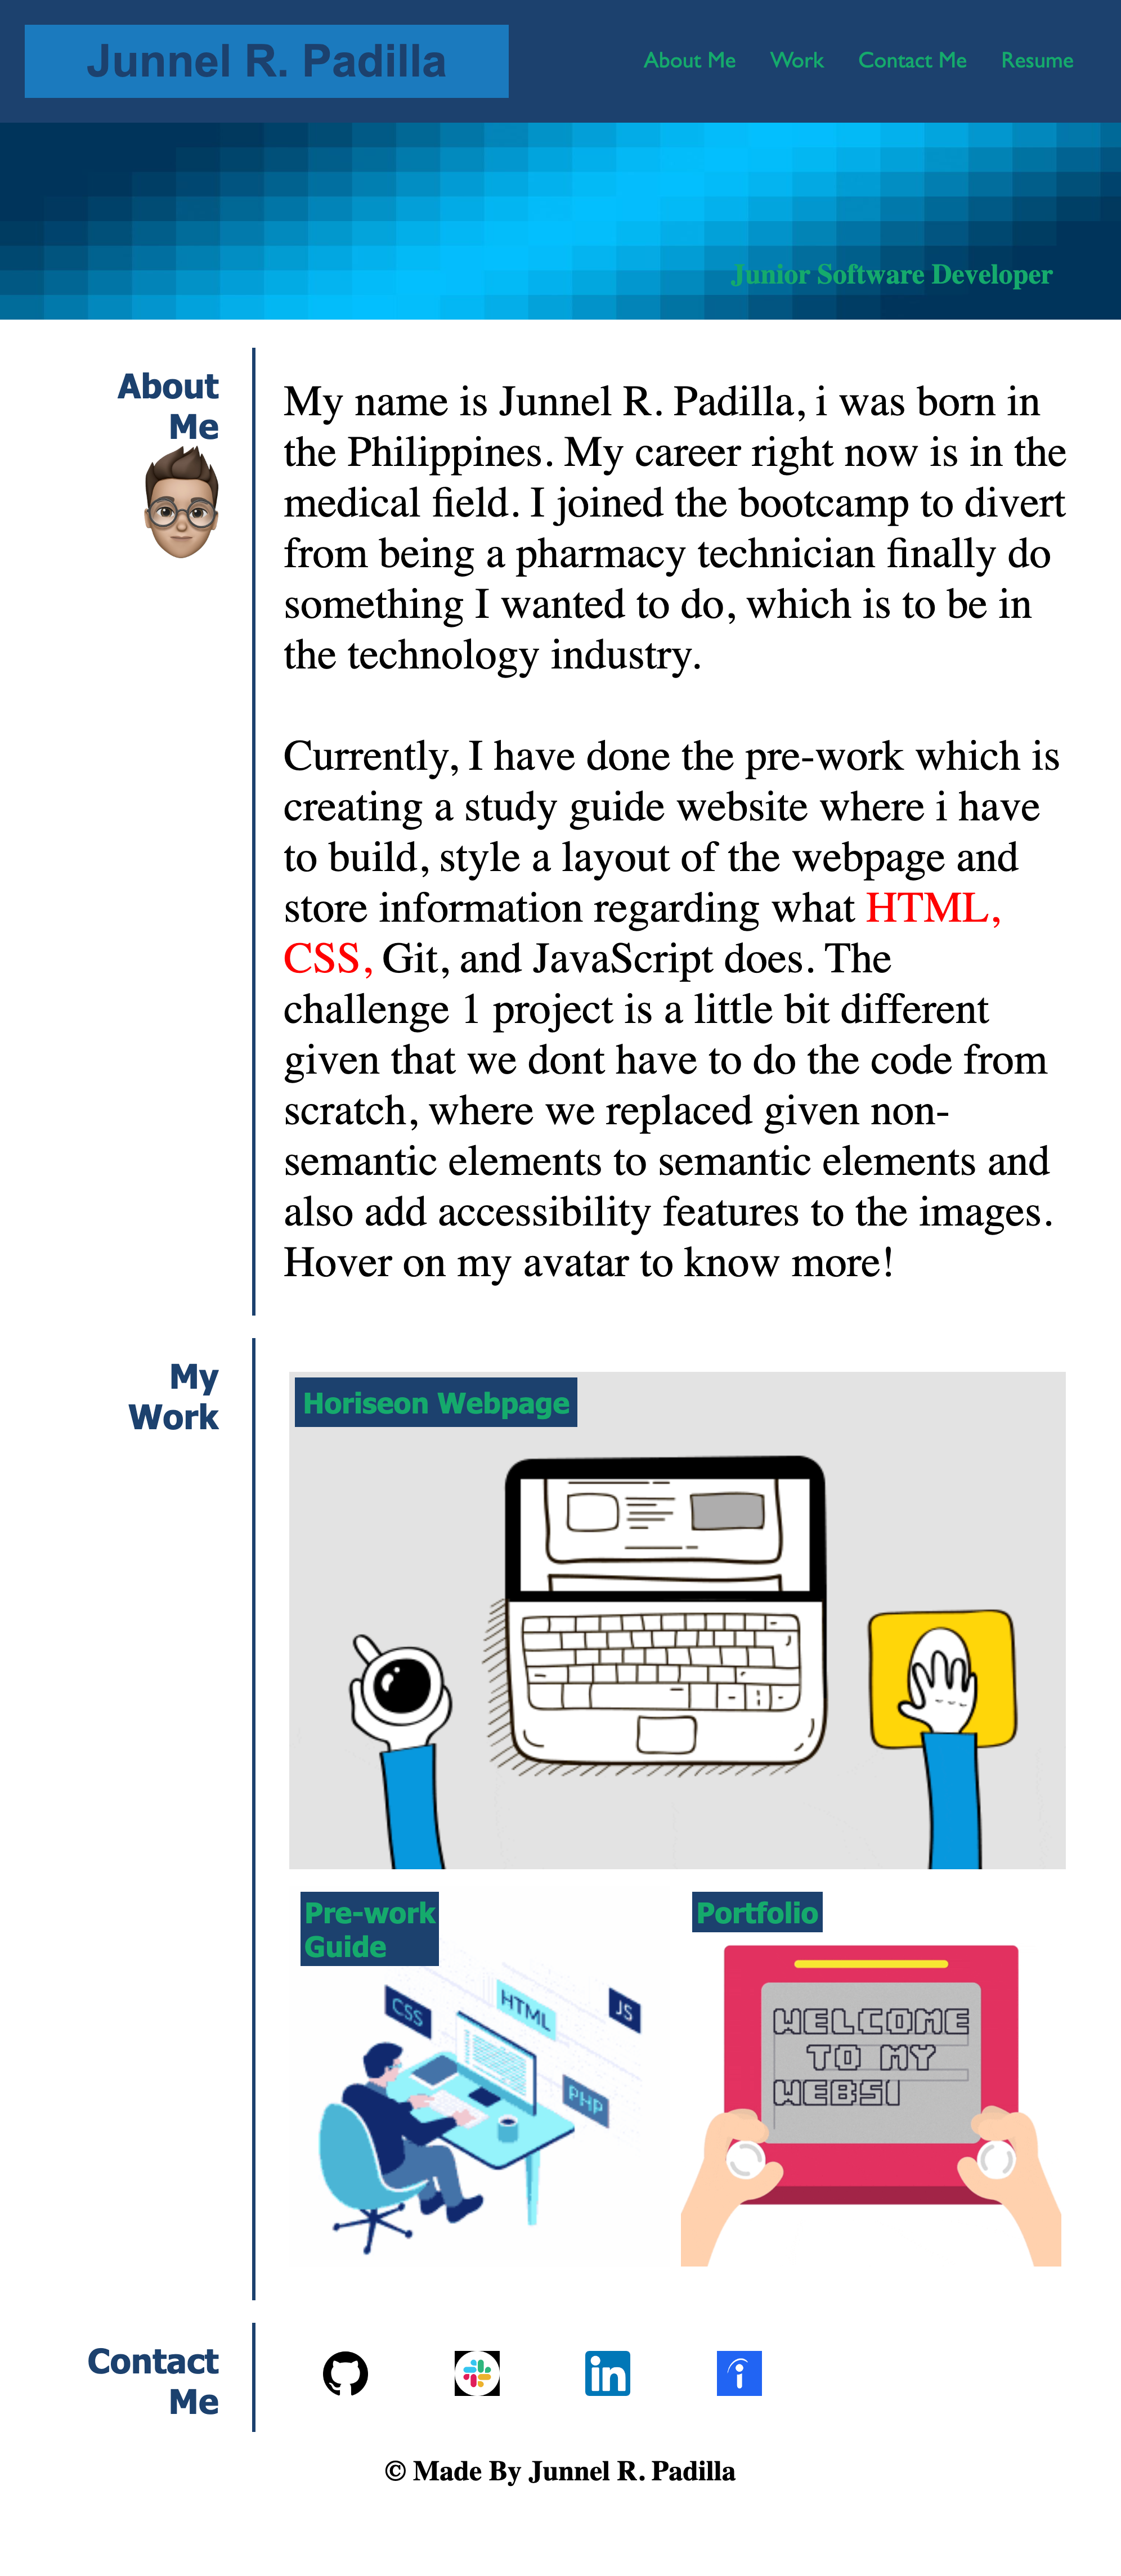 Junnel R. Padilla
About Me Work Contact Me Resume
Junior Software Developer
About
Me
My name is Junnel R. Padilla, i was born in
the Philippines. My career right now is in the
medical field. I joined the bootcamp to divert
from being a pharmacy technician finally do
something I wanted to do, which is to be in
the technology industry.
Currently, I have done the pre-work which is
creating a study guide website where i have
to build, style a layout of the webpage and
store information regarding what HTML,
CSS, Git, and JavaScript does. The
challenge 1 project is a little bit different
given that we dont have to do the code from
scratch, where we replaced given non-
semantic elements to semantic elements and
also add accessibility features to the images.
Hover on my avatar to know more!
My
Work
Horiseon Webpage
Pre-work
Guide
CSS
HTML
JS
PHP
Portfolio
WELCOME
TO MY
WEBSI
Contact
Me
in
i
© Made By Junnel R. Padilla